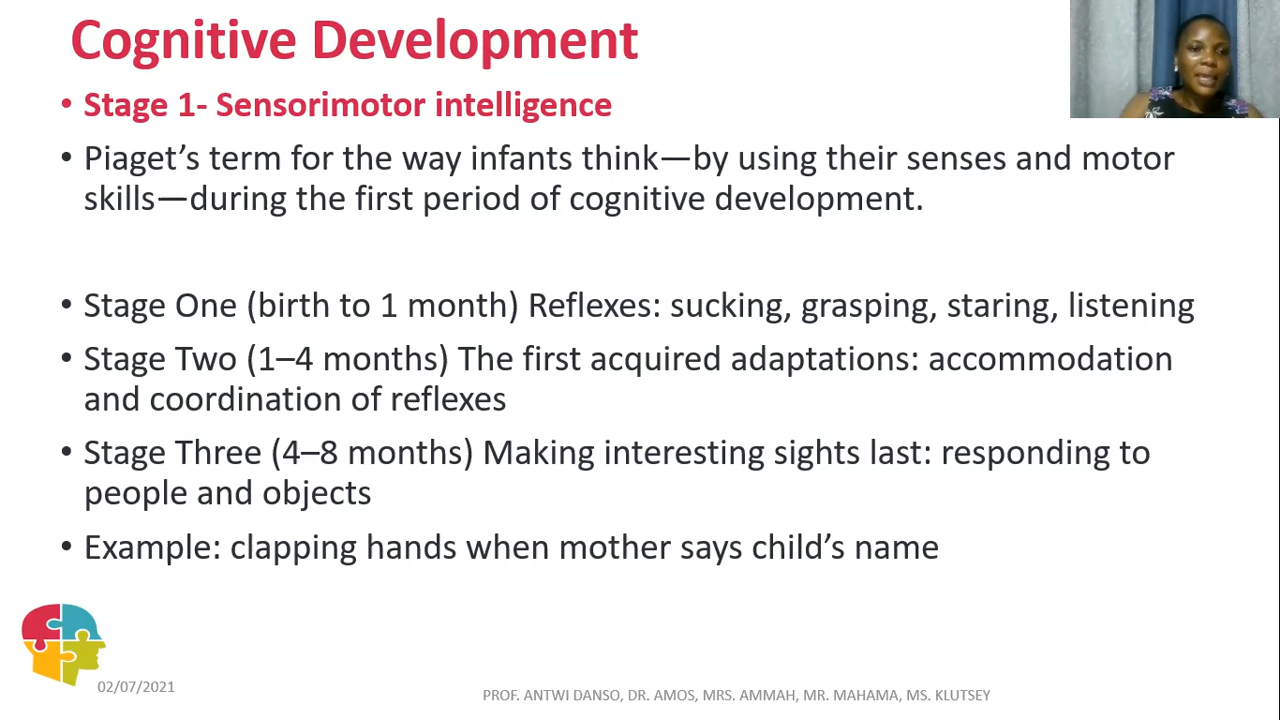 Cognitive Development
• Stage 1- Sensorimotor intelligence
• Piaget’s term for the way infants think—by using their senses and motor
skills—during the first period of cognitive development.
• Stage One (birth to 1 month) Reflexes: sucking, grasping, staring, listening
• Stage Two (1–4 months) The first acquired adaptations: accommodation
and coordination of reflexes
• Stage Three (4–8 months) Making interesting sights last: responding to
people and objects
• Example: clapping hands when mother says child’s name
02/07/2021
PROF. ANTWI DANSO, DR. AMOS, MRS. AMMAH, MR. MAHAMA, MS. KLUTSEY